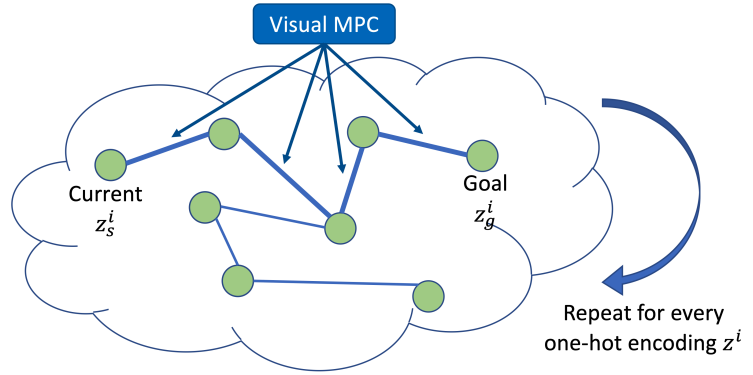 Visual MPC
Current
$z_s^i$
Goal
$z_g^i$
Repeat for every
one-hot encoding $z^i$